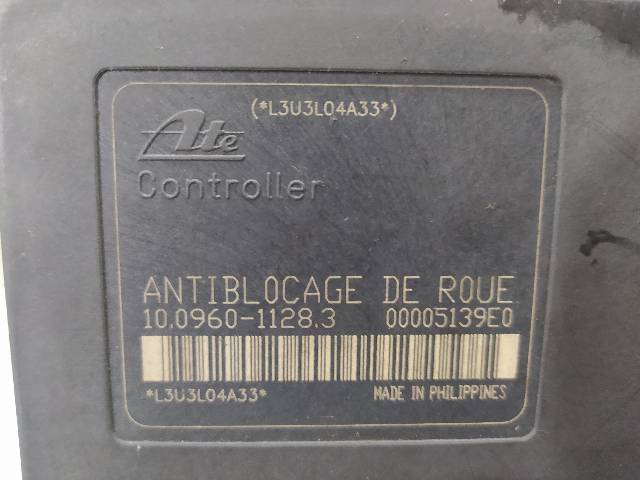 (*L3U3L04A33*)
Ate
Controller
ANTIBLOCAGE DE ROUE
10.0960-1128.3 00005139E0
*L3U3L04A33* MADE IN PHILIPPINES